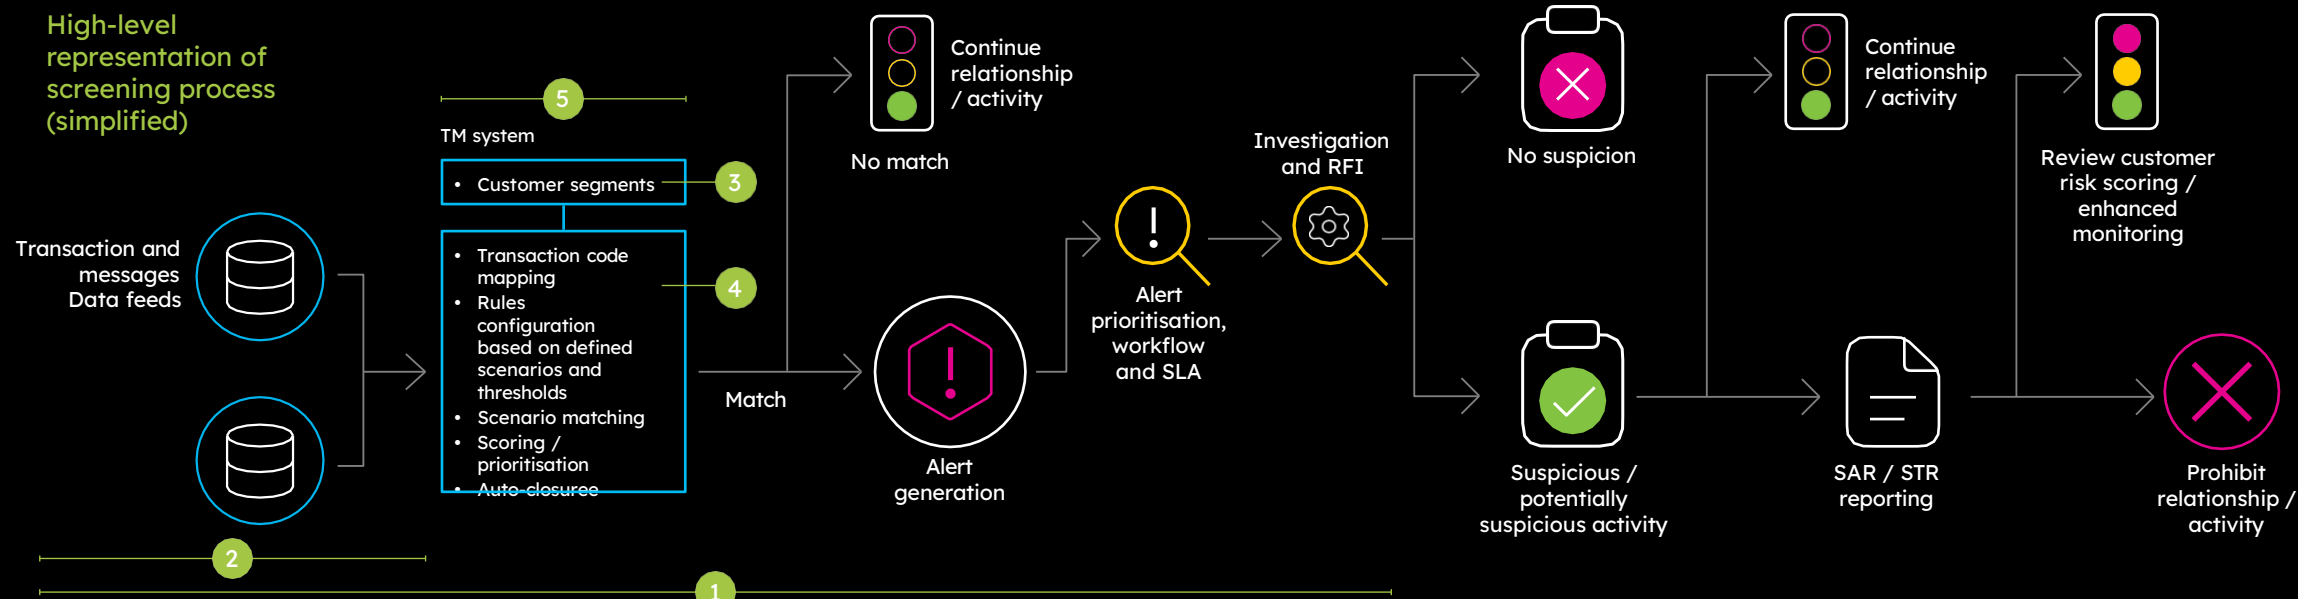 High-level
representation of
screening process
(simplified)
5
TM system
• Customer segments
3
• Transaction code
mapping
• Rules
configuration
based on defined
scenarios and
thresholds
• Scenario matching
• Scoring /
prioritisation
• Auto-closuree
4
Transaction and
messages
Data feeds
2
1
Match
No match
Continue
relationship
/ activity
Alert
generation
Alert
prioritisation,
workflow
and SLA
Investigation
and RFI
No suspicion
Suspicious /
potentially
suspicious activity
Continue
relationship
/ activity
SAR / STR
reporting
Review customer
risk scoring /
enhanced
monitoring
Prohibit
relationship /
activity